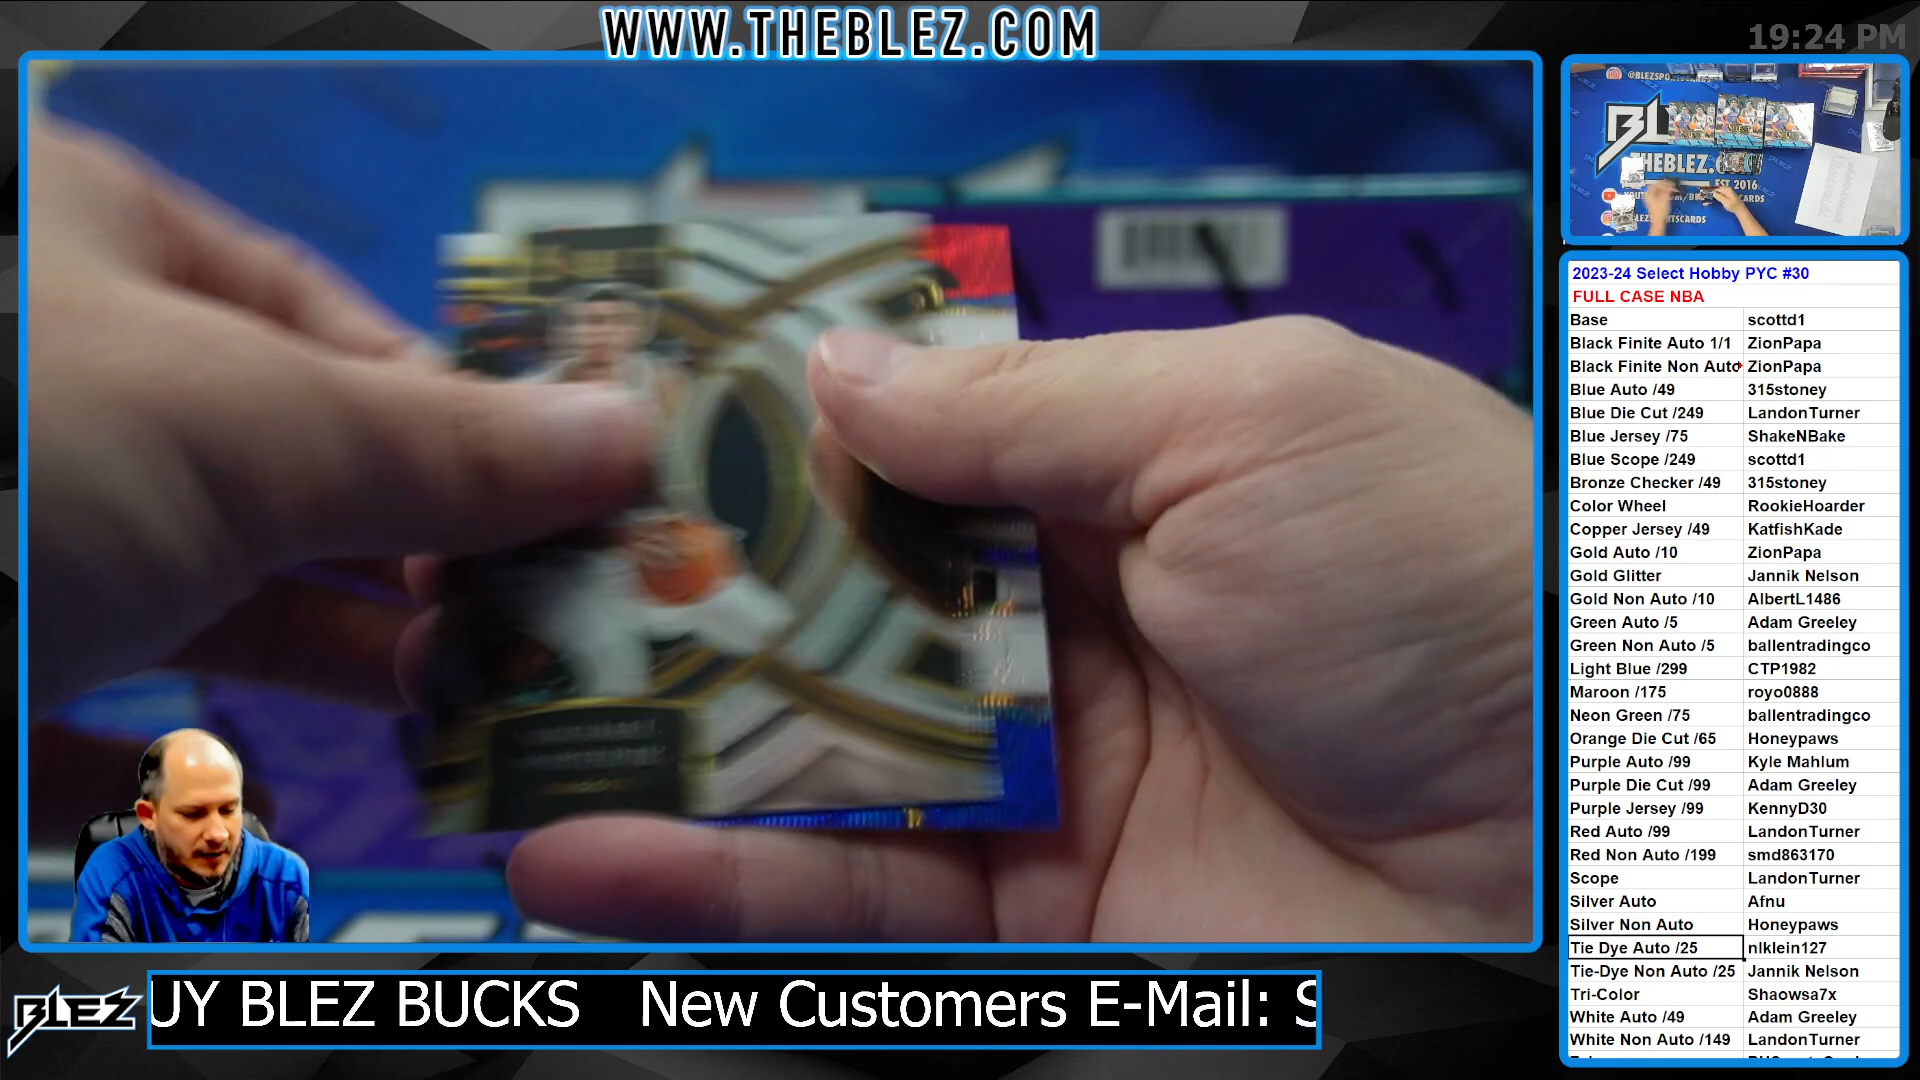 WWW.THEBLEZ.COM
19:24 PM
@BLEZSPORTSCARDS
BL
THEBLEZ.
EST 2016
2023-24 Select Hobby PYC #30
FULL CASE NBA
Base scottd1
Black Finite Auto 1/1 ZionPapa
Black Finite Non Auto ZionPapa
Blue Auto /49 315stoney
Blue Die Cut /249 LandonTurner
Blue Jersey /75 ShakeNBake
Blue Scope /249 scottd1
Bronze Checker /49 315stoney
Color Wheel RookieHoarder
Copper Jersey /49 KatfishKade
Gold Auto /10 ZionPapa
Gold Glitter Jannik Nelson
Gold Non Auto /10 AlbertL1486
Green Auto /5 Adam Greeley
Green Non Auto /5 ballentradingco
Light Blue /299 CTP1982
Maroon /175 royo0888
Neon Green /75 ballentradingco
Orange Die Cut /65 Honeypaws
Purple Auto /99 Kyle Mahlum
Purple Die Cut /99 Adam Greeley
Purple Jersey /99 KennyD30
Red Auto /99 LandonTurner
Red Non Auto /199 smd863170
Scope LandonTurner
Silver Auto Afnu
Silver Non Auto Honeypaws
Tie Dye Auto /25 nlklein127
Tie-Dye Non Auto /25 Jannik Nelson
Tri-Color Shaowsa7x
White Auto /49 Adam Greeley
White Non Auto /149 LandonTurner
BLEZ
UY BLEZ BUCKS New Customers E-Mail: S